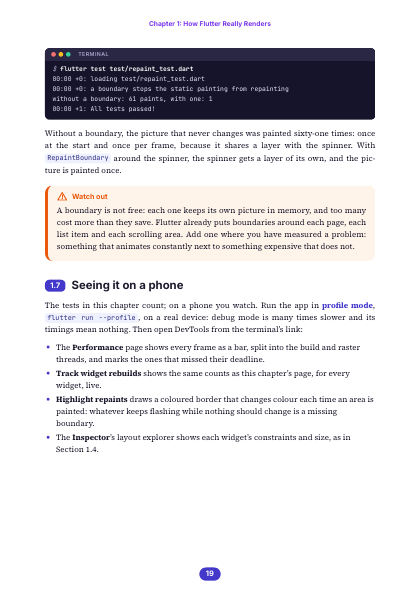 Chapter 1: How Flutter Really Renders
TERMINAL
$ flutter test test/repaint_test.dart
00:00 +0: loading test/repaint_test.dart
00:00 +0: a boundary stops the static painting from repainting
without a boundary: 61 paints, with one: 1
00:00 +1: All tests passed!
Without a boundary, the picture that never changes was painted sixty-one times: once
at the start and once per frame, because it shares a layer with the spinner. With
RepaintBoundary around the spinner, the spinner gets a layer of its own, and the pic-
ture is painted once.
Watch out
A boundary is not free: each one keeps its own picture in memory, and too many
cost more than they save. Flutter already puts boundaries around each page, each
list item and each scrolling area. Add one where you have measured a problem:
something that animates constantly next to something expensive that does not.
1.7 Seeing it on a phone
The tests in this chapter count; on a phone you watch. Run the app in profile mode,
flutter run --profile, on a real device: debug mode is many times slower and its
timings mean nothing. Then open DevTools from the terminal's link:
• The Performance page shows every frame as a bar, split into the build and raster
threads, and marks the ones that missed their deadline.
• Track widget rebuilds shows the same counts as this chapter's page, for every
widget, live.
• Highlight repaints draws a coloured border that changes colour each time an area is
painted: whatever keeps flashing while nothing should change is a missing
boundary.
• The Inspector's layout explorer shows each widget's constraints and size, as in
Section 1.4.
19